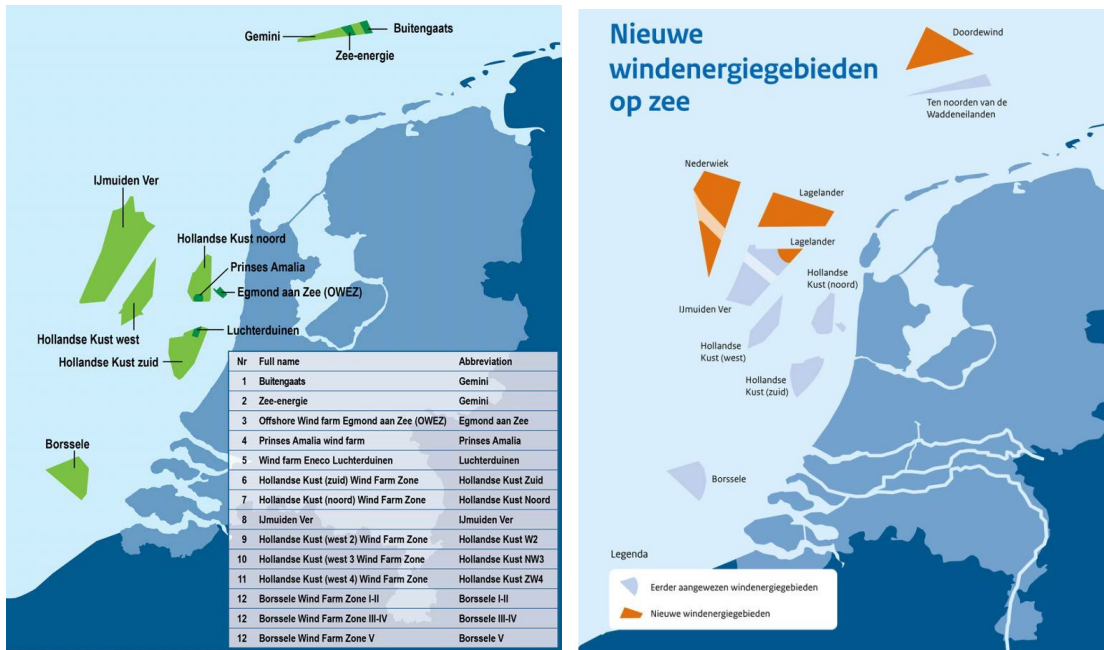 Gemini
Buitengaats
Zee-energie
IJmuiden Ver
Hollandse Kust noord
Prinses Amalia
Egmond aan Zee (OWEZ)
Hollandse Kust west
Luchterduinen
Hollandse Kust zuid
Borssele
Nr Full name Abbreviation
1 Buitengaats Gemini
2 Zee-energie Gemini
3 Offshore Wind farm Egmond aan Zee (OWEZ) Egmond aan Zee
4 Prinses Amalia wind farm Prinses Amalia
5 Wind farm Eneco Luchterduinen Luchterduinen
6 Hollandse Kust (zuid) Wind Farm Zone Hollandse Kust Zuid
7 Hollandse Kust (noord) Wind Farm Zone Hollandse Kust Noord
8 IJmuiden Ver IJmuiden Ver
9 Hollandse Kust (west 2) Wind Farm Zone Hollandse Kust W2
10 Hollandse Kust (west 3 Wind Farm Zone Hollandse Kust NW3
11 Hollandse Kust (west 4) Wind Farm Zone Hollandse Kust ZW4
12 Borssele Wind Farm Zone I-II Borssele I-II
12 Borssele Wind Farm Zone III-IV Borssele III-IV
12 Borssele Wind Farm Zone V Borssele V
Nieuwe
windenergiegebieden
op zee
Doordewind
Ten noorden van de
Waddeneilanden
Nederwiek
Lagelander
Lagelander
Hollandse
Kust (noord)
IJmuiden Ver
Hollandse
Kust (west)
Hollandse
Kust (zuid)
Borssele
Legenda
Eerder aangewezen windenergiegebieden
Nieuwe windenergiegebieden